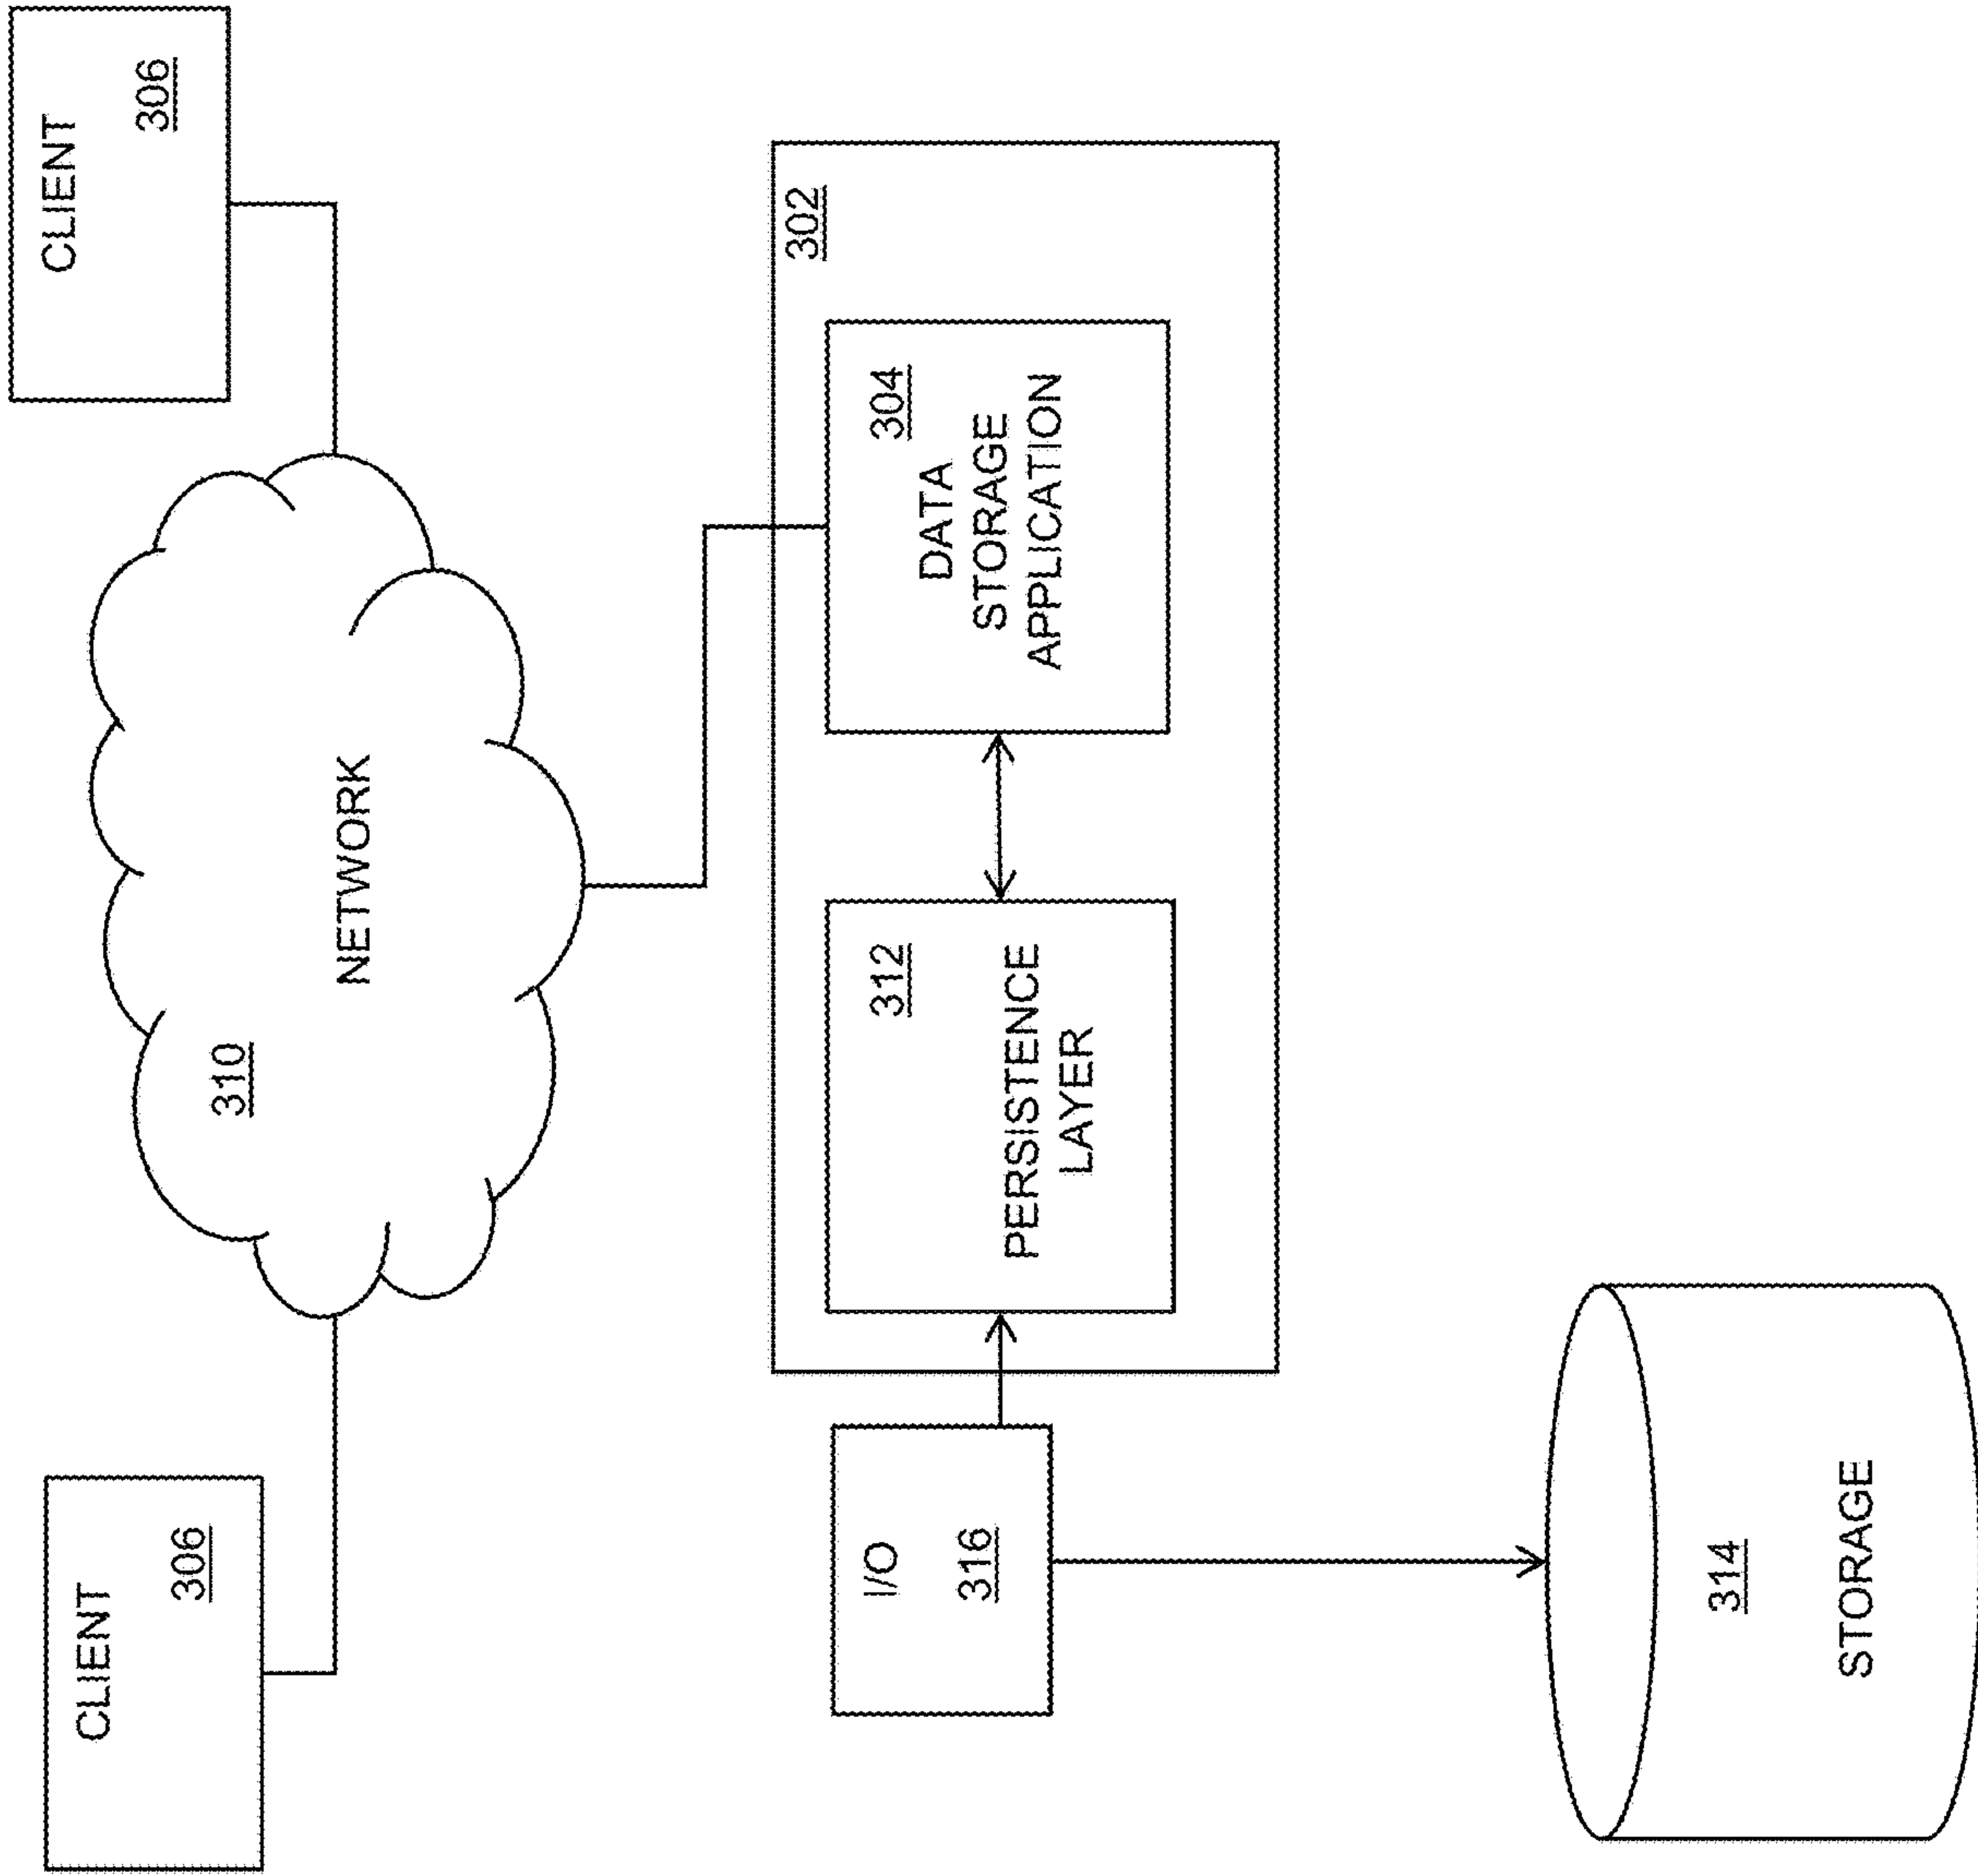 CLIENT
306
CLIENT
306
310
NETWORK
302
I/O
316
312
PERSISTENCE
LAYER
304
DATA
STORAGE
APPLICATION
314
STORAGE